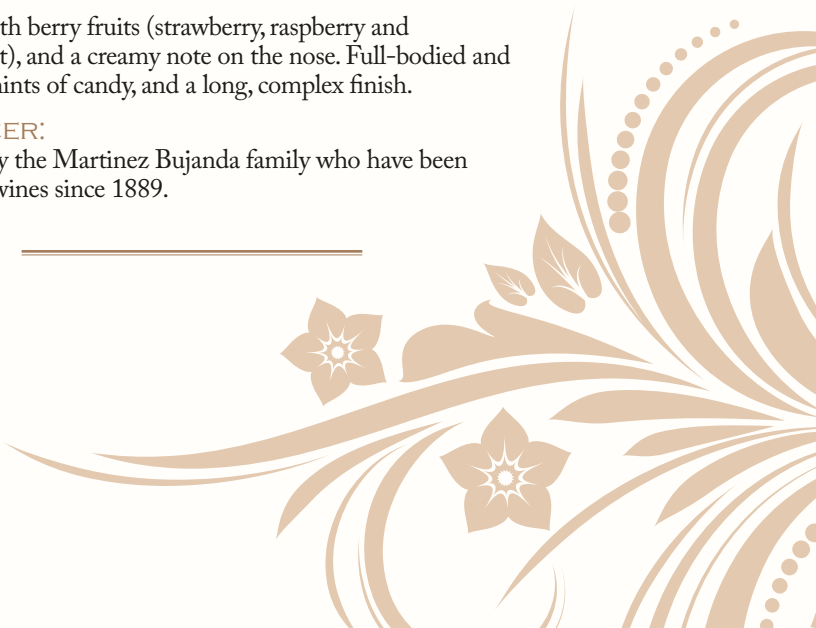 th berry fruits (strawberry, raspberry and
t), and a creamy note on the nose. Full-bodied and
hints of candy, and a long, complex finish.
CER:
y the Martinez Bujanda family who have been
wines since 1889.